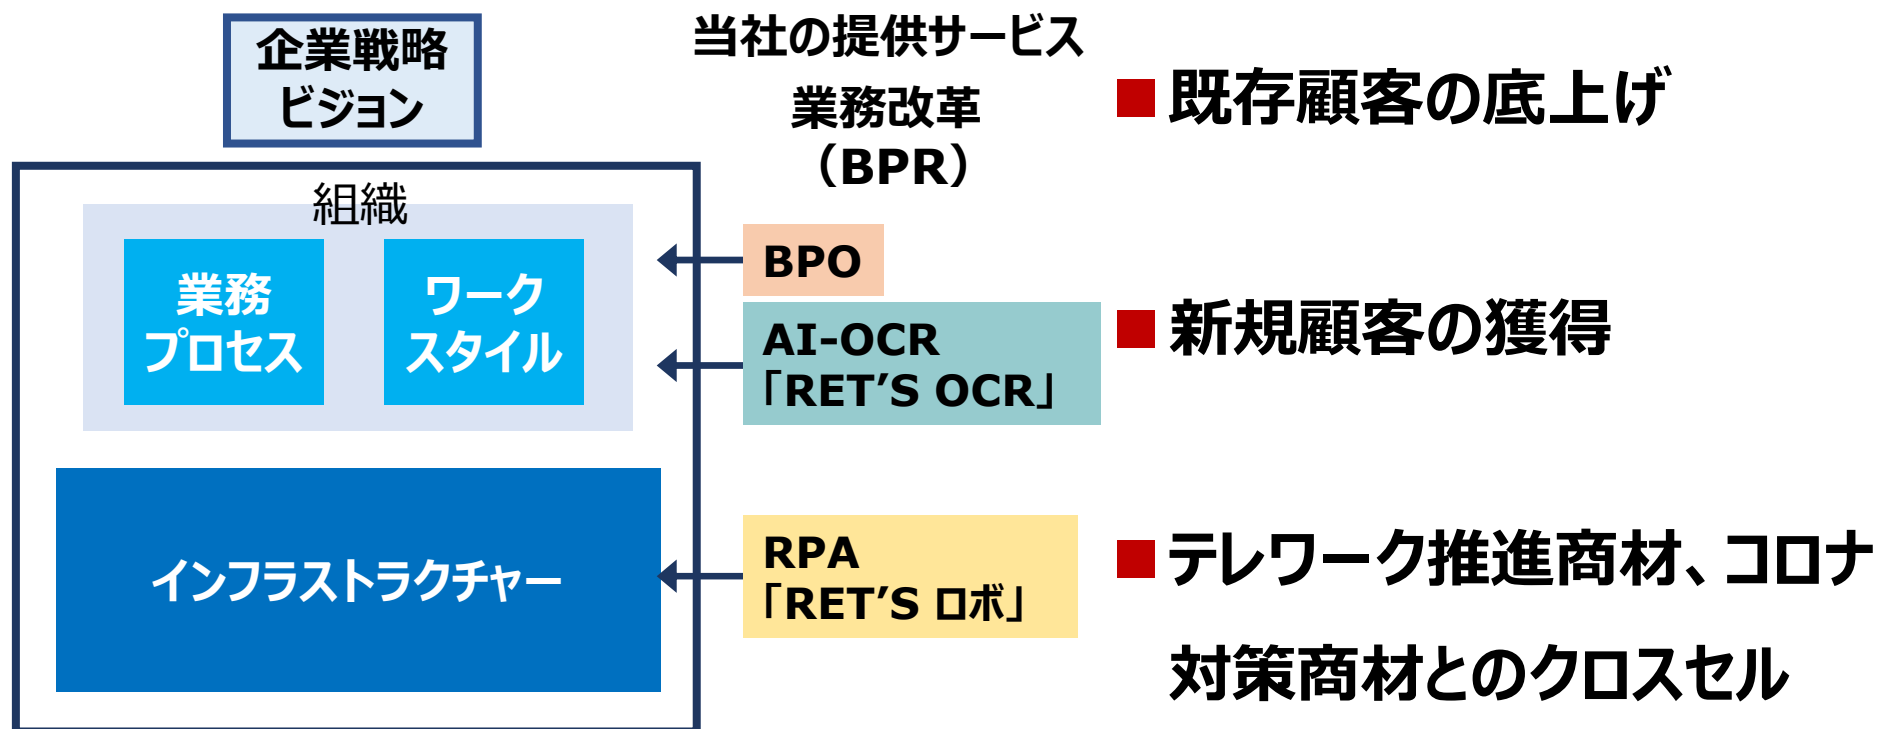 企業戦略
ビジョン
組織
業務
プロセス
ワーク
スタイル
インフラストラクチャー
当社の提供サービス
業務改革
（BPR）
BPO
AI-OCR
「RET’S OCR」
RPA
「RET’S ロボ」
■既存顧客の底上げ
■新規顧客の獲得
■テレワーク推進商材、コロナ
対策商材とのクロスセル